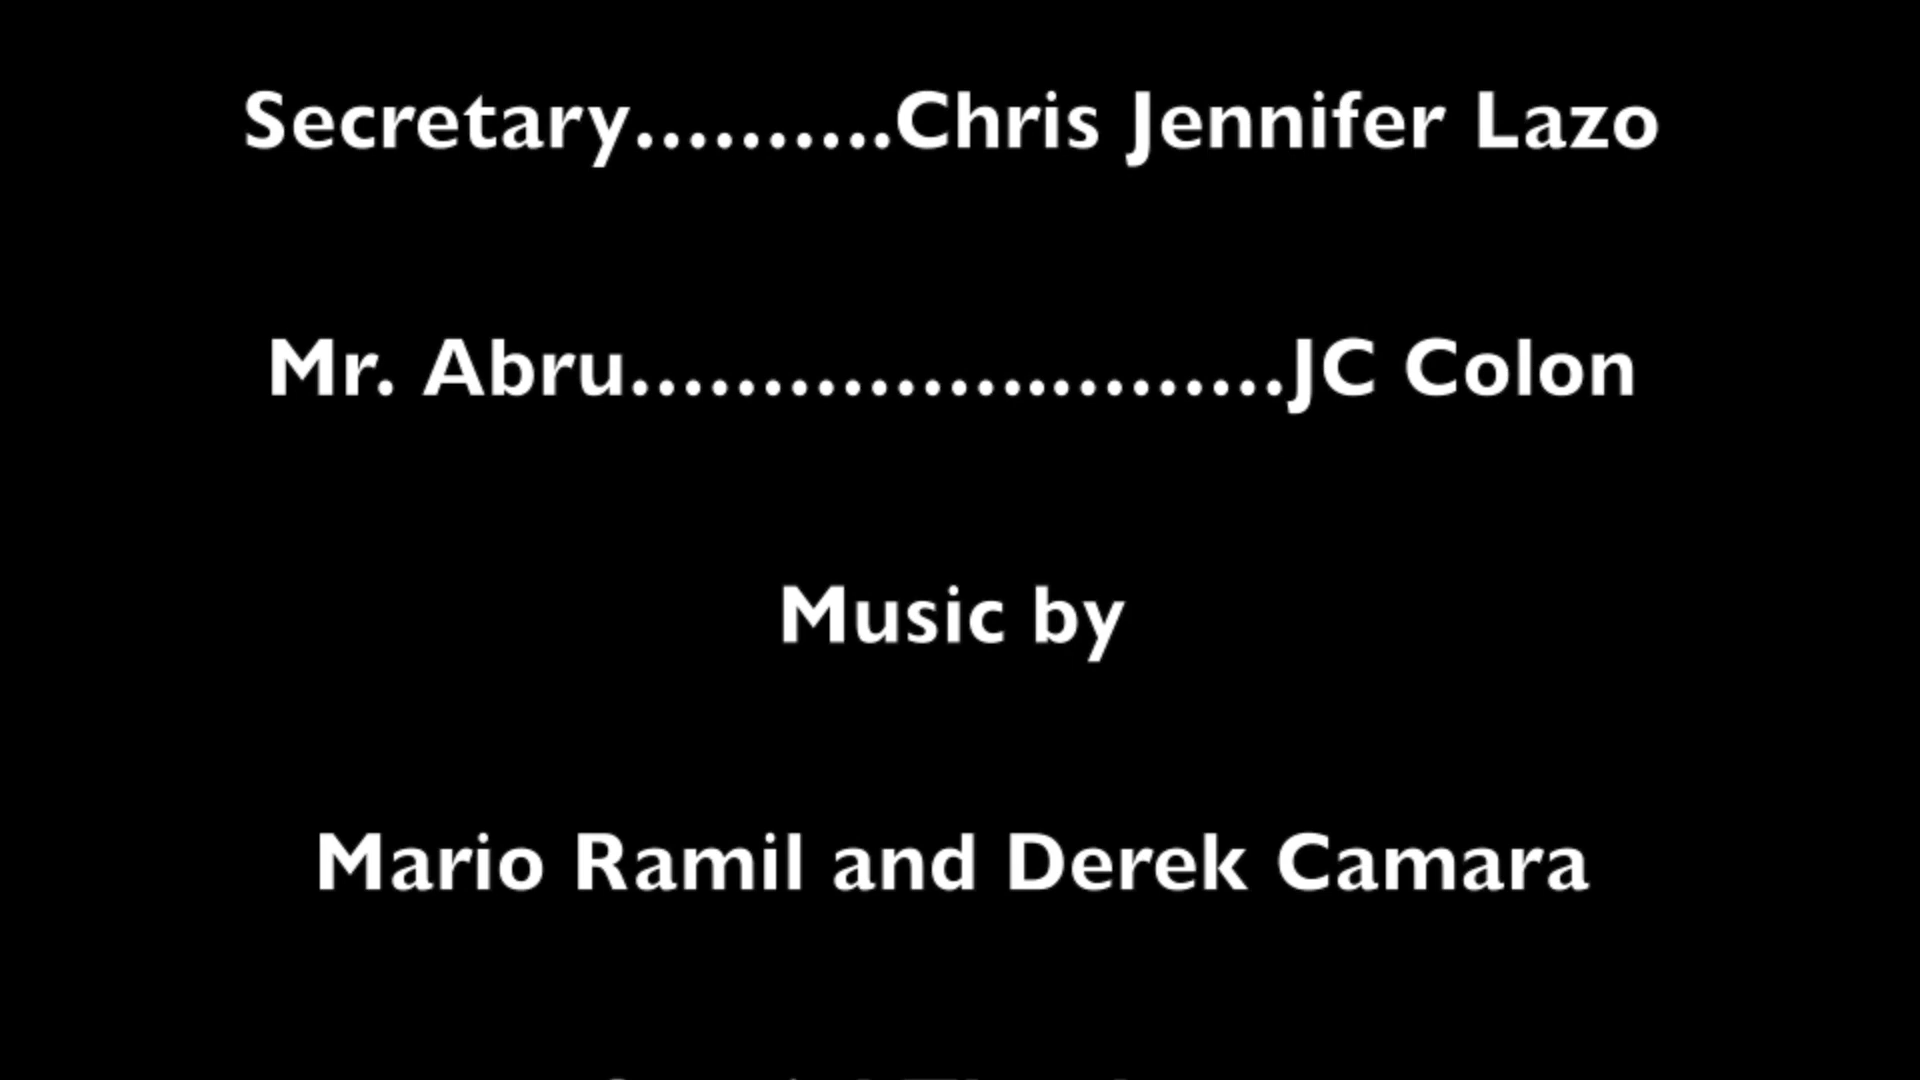 Secretary..........Chris Jennifer Lazo
Mr. Abru.........................JC Colon
Music by
Mario Ramil and Derek Camara